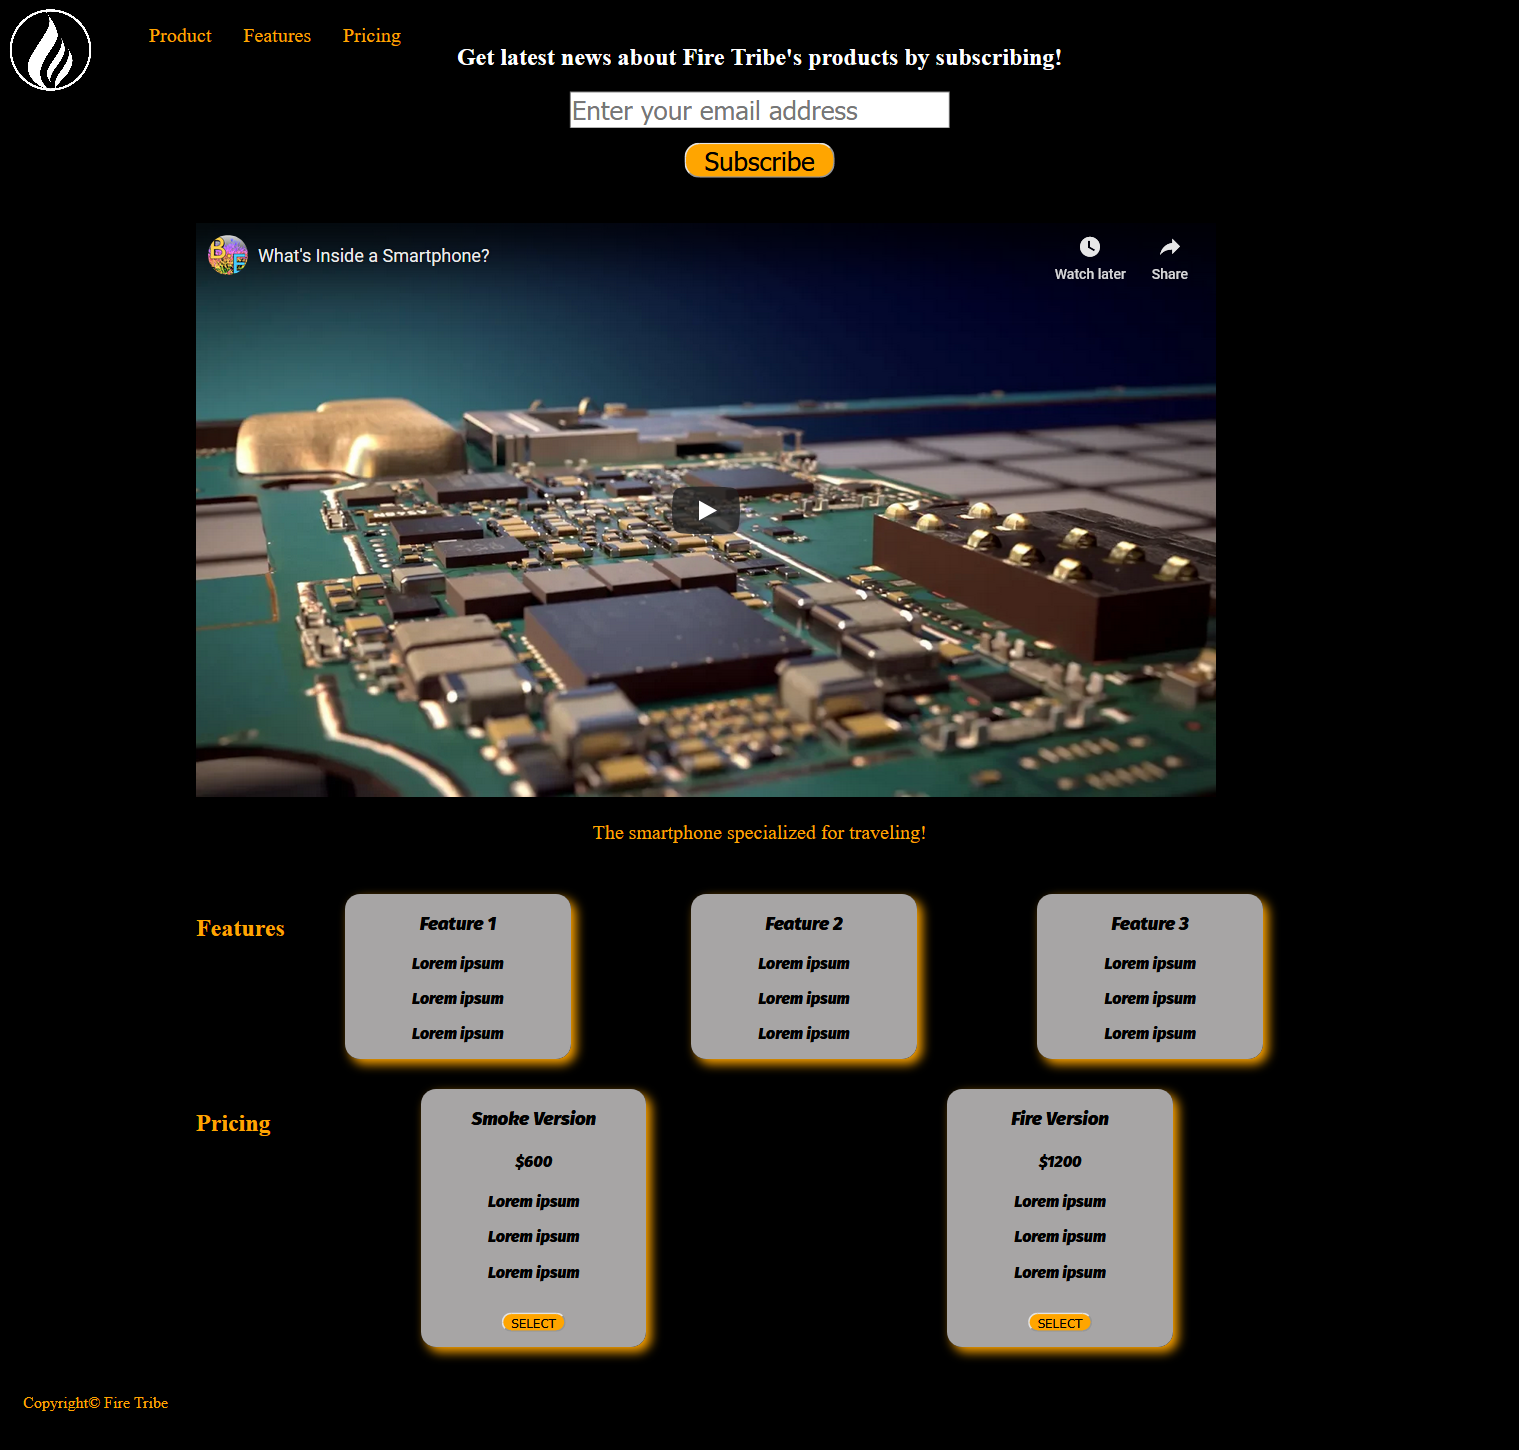 Product Features Pricing
Get latest news about Fire Tribe's products by subscribing!
Enter your email address
Subscribe
What's Inside a Smartphone?
Watch later
Share
The smartphone specialized for traveling!
Features
Feature 1
Lorem ipsum
Lorem ipsum
Lorem ipsum
Feature 2
Lorem ipsum
Lorem ipsum
Lorem ipsum
Feature 3
Lorem ipsum
Lorem ipsum
Lorem ipsum
Pricing
Smoke Version
$600
Lorem ipsum
Lorem ipsum
Lorem ipsum
SELECT
Fire Version
$1200
Lorem ipsum
Lorem ipsum
Lorem ipsum
SELECT
Copyright© Fire Tribe